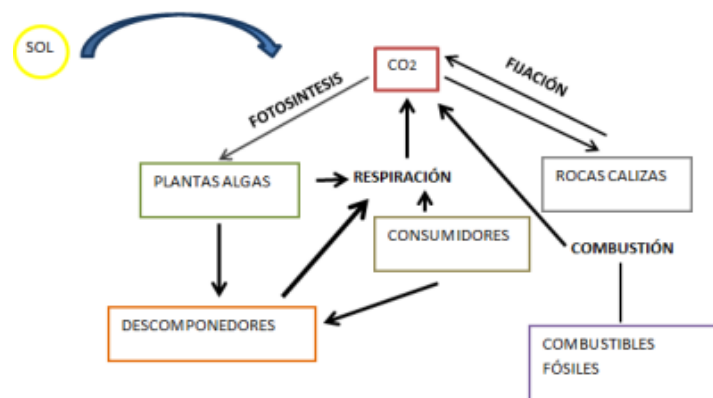 SOL
CO2
FIJACIÓN
FOTOSINTESIS
PLANTAS ALGAS
RESPIRACIÓN
ROCAS CALIZAS
CONSUMIDORES
COMBUSTIÓN
DESCOMPONEDORES
COMBUSTIBLES
FÓSILES